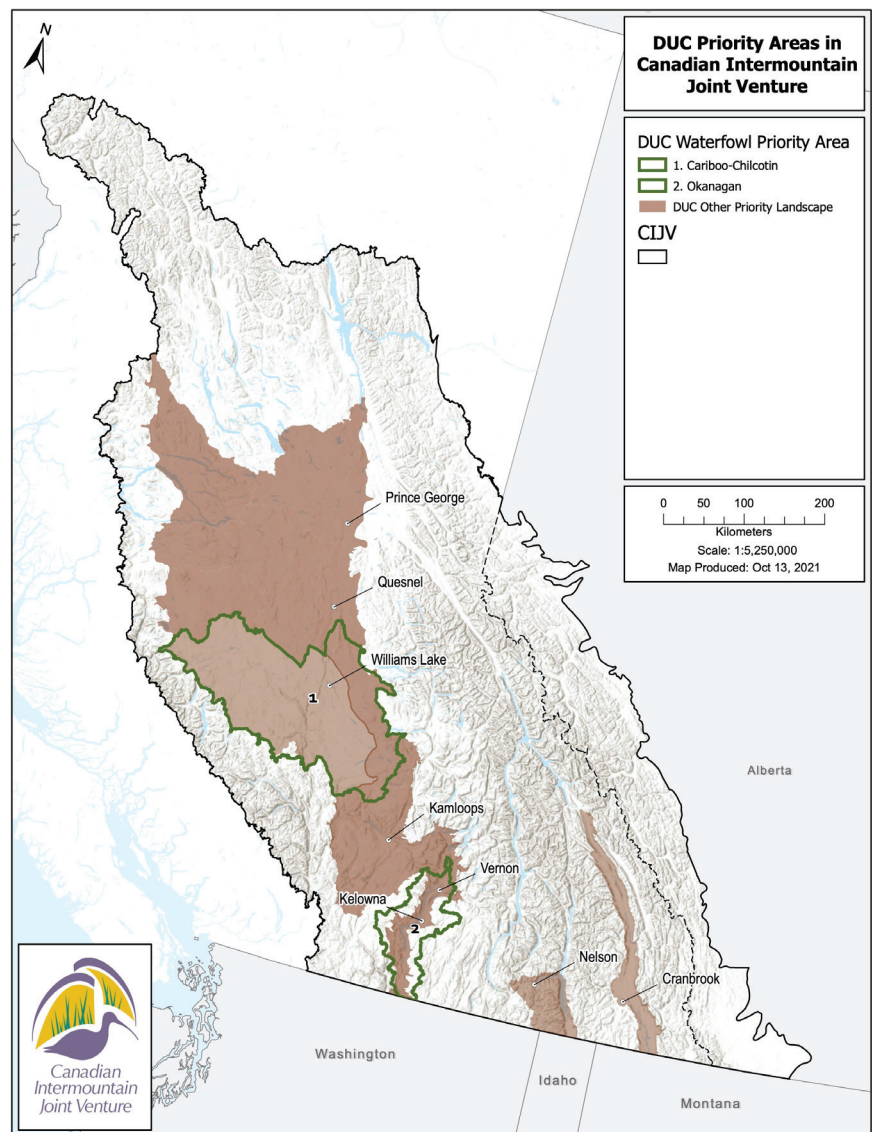 N
DUC Priority Areas in
Canadian Intermountain
Joint Venture
DUC Waterfowl Priority Area
1. Cariboo-Chilcotin
2. Okanagan
DUC Other Priority Landscape
CIJV
0 50 100 200
Kilometers
Scale: 1:5,250,000
Map Produced: Oct 13, 2021
Prince George
Quesnel
Williams Lake
1
Alberta
Kamloops
Vernon
Kelowna
2
Nelson
Cranbrook
Washington
Idaho
Montana
Canadian
Intermountain
Joint Venture